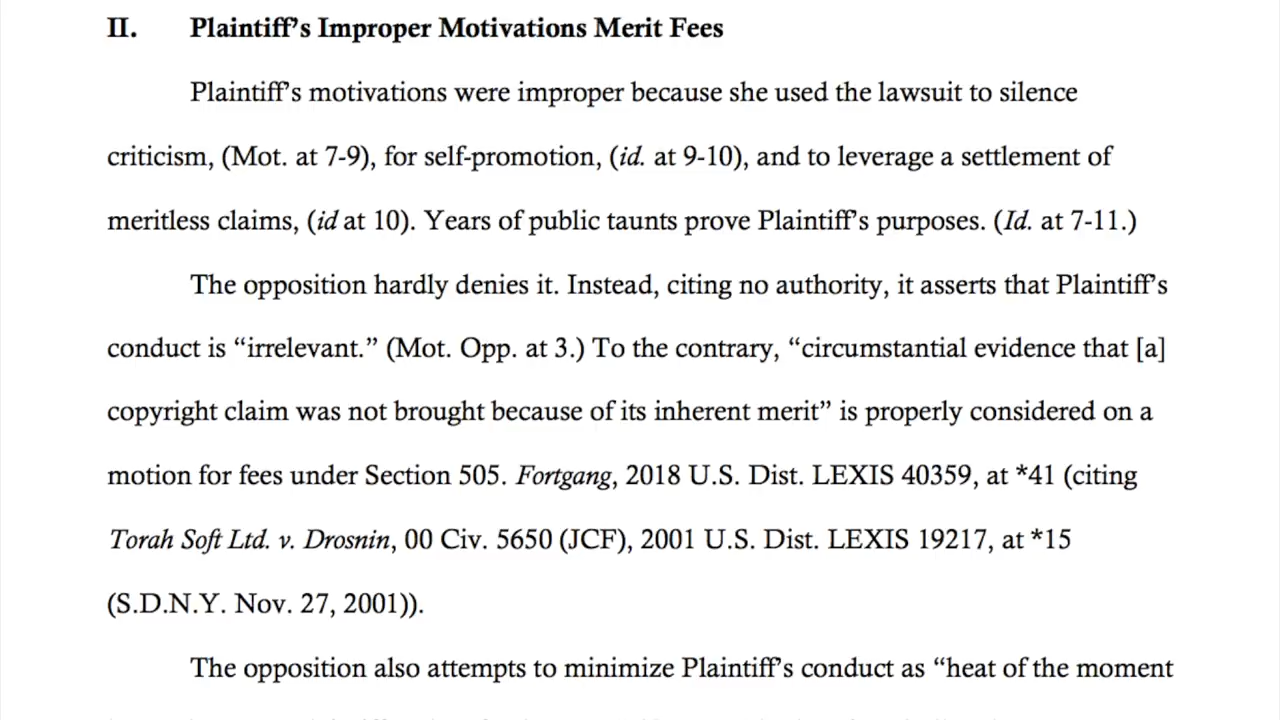 II. Plaintiff's Improper Motivations Merit Fees
Plaintiff's motivations were improper because she used the lawsuit to silence
criticism, (Mot. at 7-9), for self-promotion, (id. at 9-10), and to leverage a settlement of
meritless claims, (id at 10). Years of public taunts prove Plaintiff's purposes. (Id. at 7-11.)
The opposition hardly denies it. Instead, citing no authority, it asserts that Plaintiff's
conduct is “irrelevant.” (Mot. Opp. at 3.) To the contrary, “circumstantial evidence that [a]
copyright claim was not brought because of its inherent merit” is properly considered on a
motion for fees under Section 505. Fortgang, 2018 U.S. Dist. LEXIS 40359, at *41 (citing
Torah Soft Ltd. v. Drosnin, 00 Civ. 5650 (JCF), 2001 U.S. Dist. LEXIS 19217, at *15
(S.D.N.Y. Nov. 27, 2001)).
The opposition also attempts to minimize Plaintiff's conduct as “heat of the moment